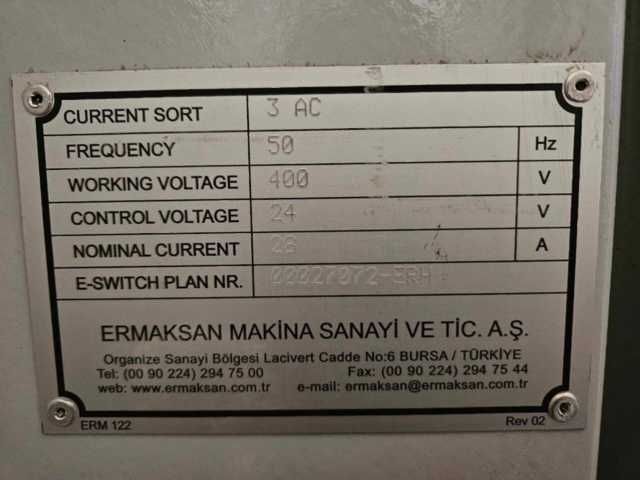 CURRENT SORT 3 AC
FREQUENCY 50 Hz
WORKING VOLTAGE 400 V
CONTROL VOLTAGE 24 V
NOMINAL CURRENT A
E-SWITCH PLAN NR. 00027072-ERH
ERMAKSAN MAKİNA SANAYİ VE TİC. A.Ş.
Organize Sanayi Bölgesi Lacivert Cadde No:6 BURSA / TÜRKİYE
Tel: (00 90 224) 294 75 00 Fax: (00 90 224) 294 75 44
web: www.ermaksan.com.tr e-mail: ermaksan@ermaksan.com.tr
ERM 122 Rev 02